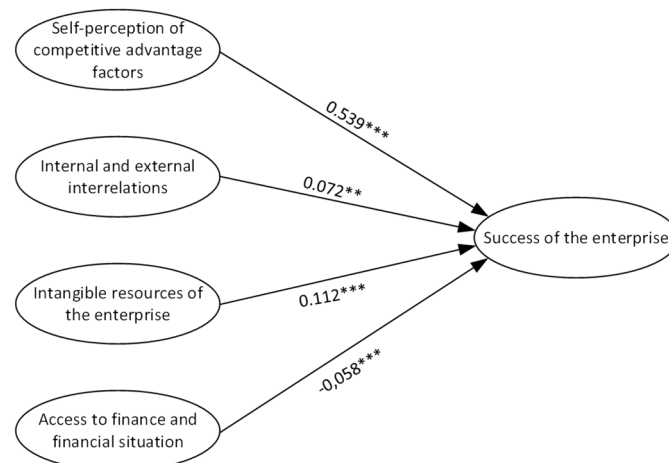 Self-perception of
competitive advantage
factors
0.539***
Internal and external
interrelations
0.072**
Success of the enterprise
Intangible resources of
the enterprise
0.112***
-0,058***
Access to finance and
financial situation